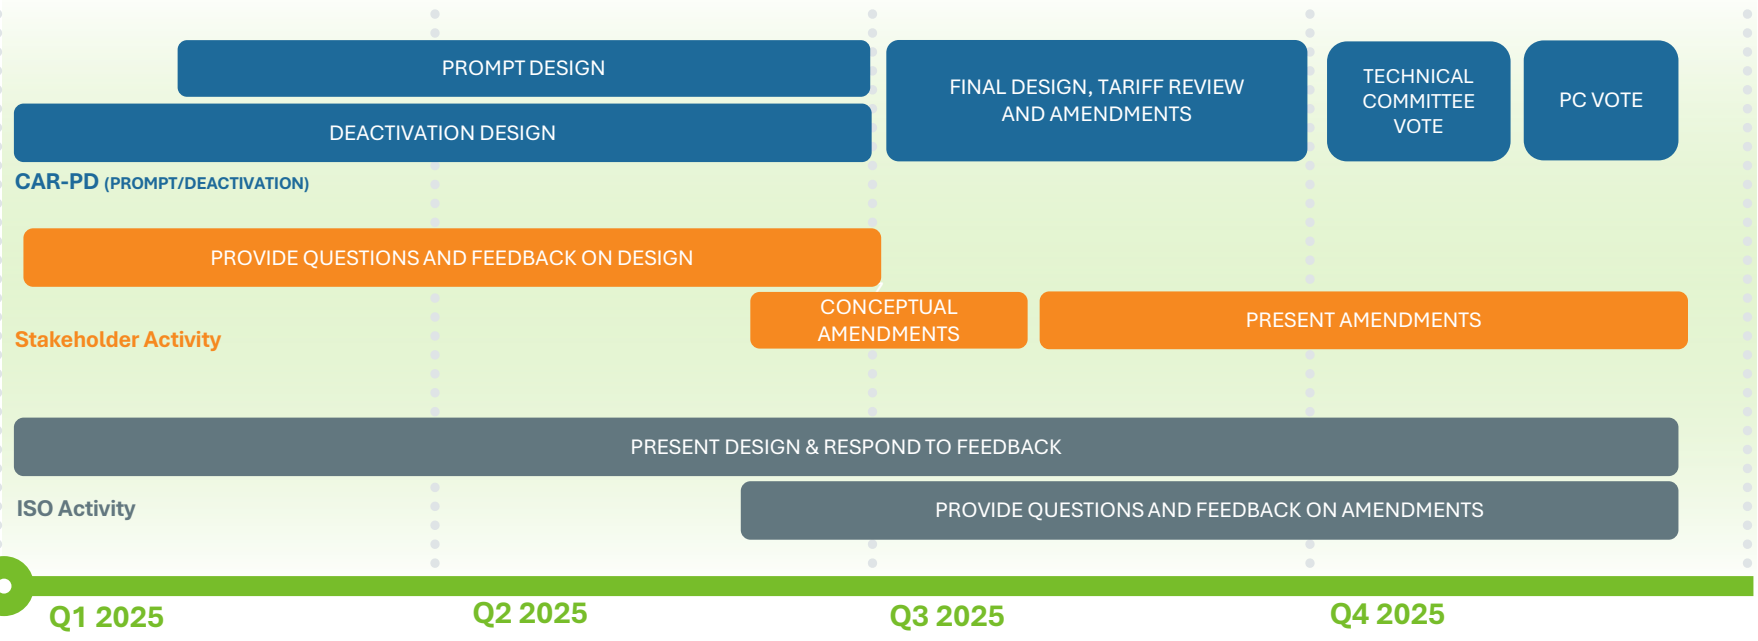 PROMPT DESIGN
DEACTIVATION DESIGN
FINAL DESIGN, TARIFF REVIEW
AND AMENDMENTS
TECHNICAL
COMMITTEE
VOTE
PC VOTE
CAR-PD (PROMPT/DEACTIVATION)
PROVIDE QUESTIONS AND FEEDBACK ON DESIGN
CONCEPTUAL
AMENDMENTS
PRESENT AMENDMENTS
Stakeholder Activity
PRESENT DESIGN & RESPOND TO FEEDBACK
PROVIDE QUESTIONS AND FEEDBACK ON AMENDMENTS
ISO Activity
Q1 2025
Q2 2025
Q3 2025
Q4 2025